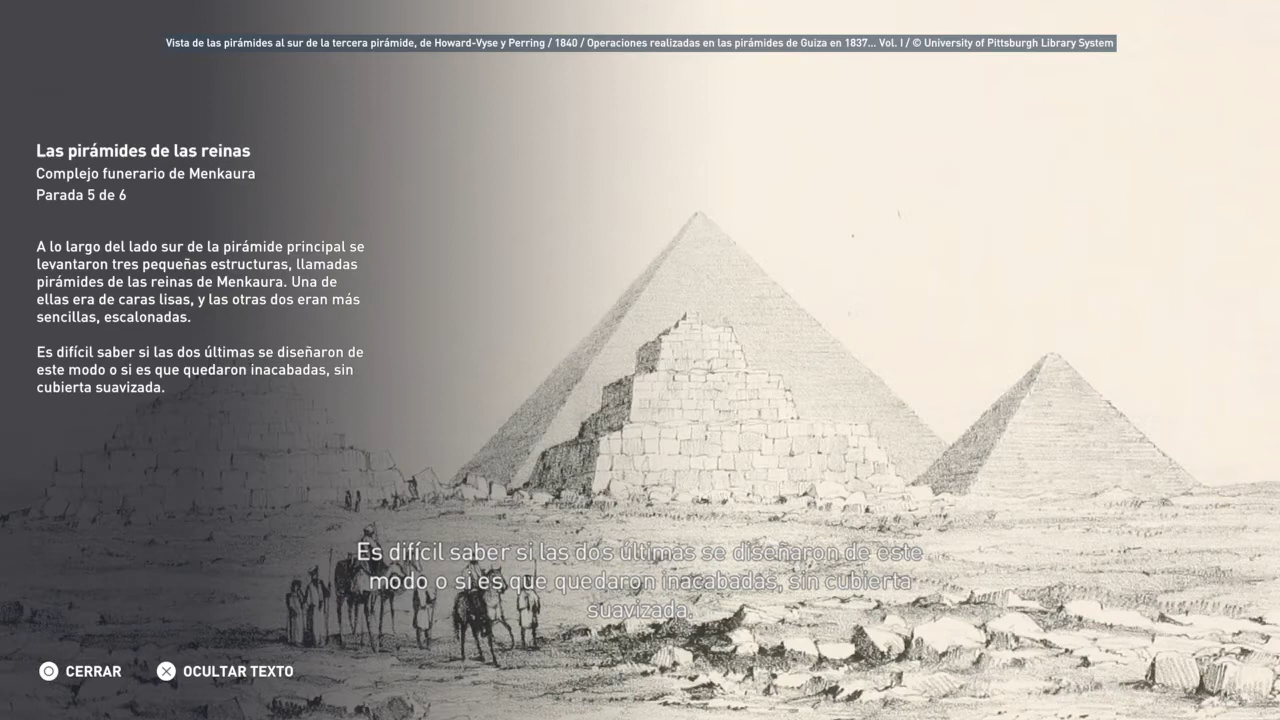 Vista de las pirámides al sur de la tercera pirámide, de Howard-Vyse y Perring / 1840 / Operaciones realizadas en las pirámides de Guiza en 1837... Vol. I / © University of Pittsburgh Library System
Las pirámides de las reinas
Complejo funerario de Menkaura
Parada 5 de 6
A lo largo del lado sur de la pirámide principal se
levantaron tres pequeñas estructuras, llamadas
pirámides de las reinas de Menkaura. Una de
ellas era de caras lisas, y las otras dos eran más
sencillas, escalonadas.
Es difícil saber si las dos últimas se diseñaron de
este modo o si es que quedaron inacabadas, sin
cubierta suavizada.
Es difícil saber si las dos últimas se diseñaron de este
modo o si es que quedaron inacabadas, sin cubierta
suavizada.
CERRAR OCULTAR TEXTO